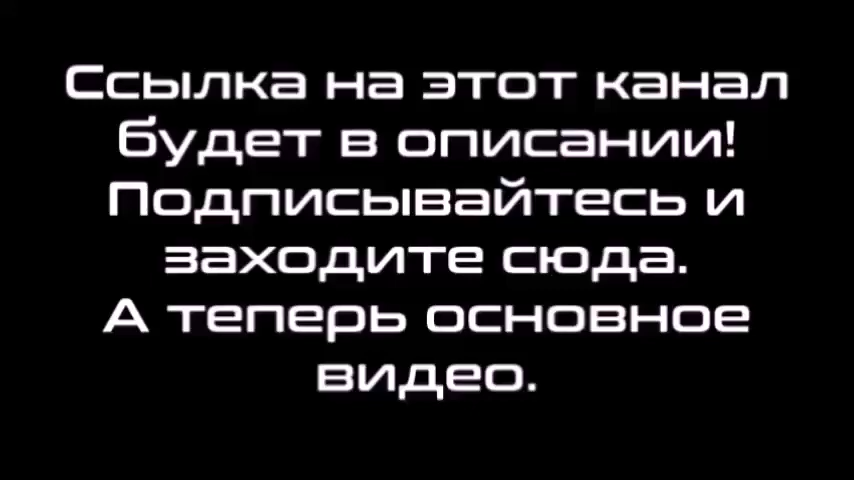 Ссылка на этот канал
будет в описании!
Подписывайтесь и
заходите сюда.
А теперь основное
видео.